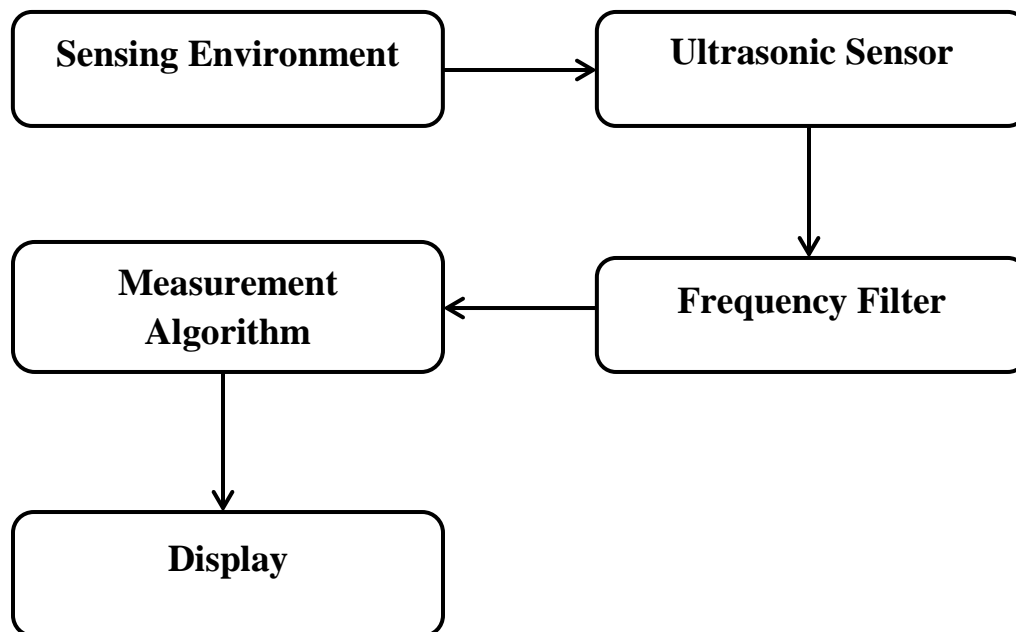 Sensing Environment
Ultrasonic Sensor
Frequency Filter
Measurement
Algorithm
Display